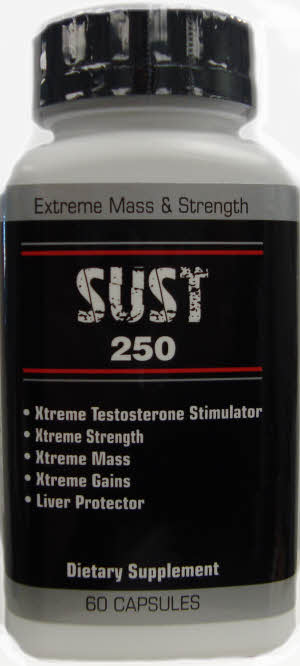 Extreme Mass & Strength
SUST
250
• Xtreme Testosterone Stimulator
• Xtreme Strength
• Xtreme Mass
• Xtreme Gains
• Liver Protector
Dietary Supplement
60 CAPSULES